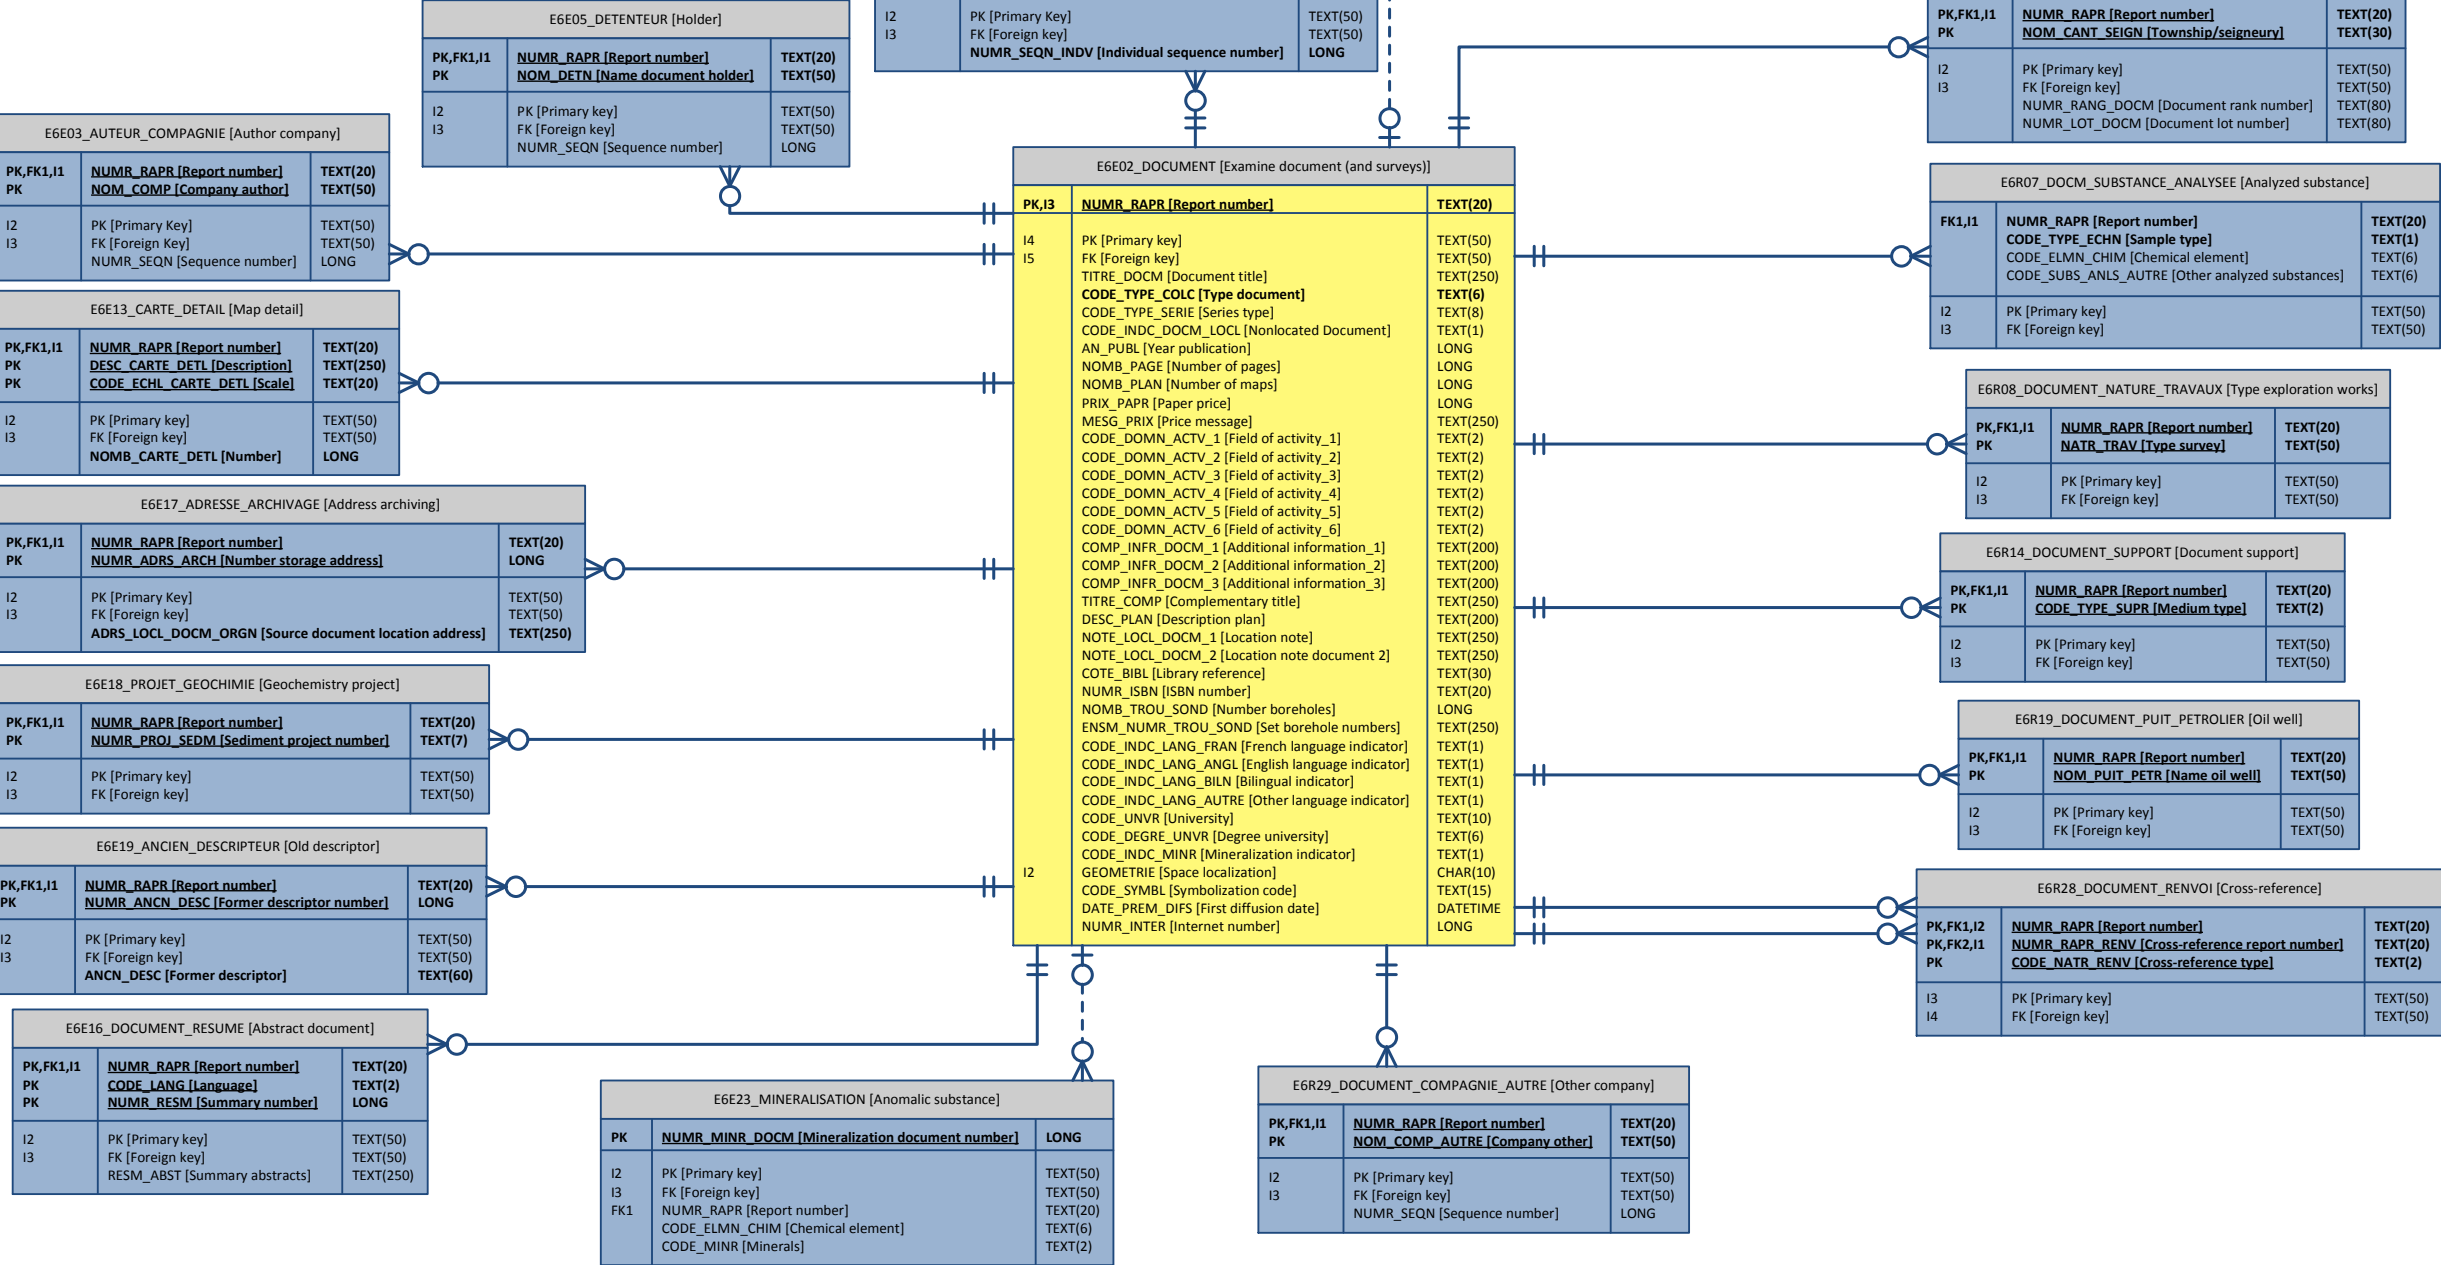 E6E05_DETENTEUR [Holder]
PK,FK1,I1 NUMR_RAPR [Report number] TEXT(20)
PK NOM_DETN [Name document holder] TEXT(50)
I2 PK [Primary key] TEXT(50)
I3 FK [Foreign key] TEXT(50)
NUMR_SEQN [Sequence number] LONG
I2 PK [Primary Key] TEXT(50)
I3 FK [Foreign key] TEXT(50)
NUMR_SEQN_INDV [Individual sequence number] LONG
PK,FK1,I1 NUMR_RAPR [Report number] TEXT(20)
PK NOM_CANT_SEIGN [Township/seigneury] TEXT(30)
I2 PK [Primary key] TEXT(50)
I3 FK [Foreign key] TEXT(50)
NUMR_RANG_DOCM [Document rank number] TEXT(80)
NUMR_LOT_DOCM [Document lot number] TEXT(80)
E6E03_AUTEUR_COMPAGNIE [Author company]
PK,FK1,I1 NUMR_RAPR [Report number] TEXT(20)
PK NOM_COMP [Company author] TEXT(50)
I2 PK [Primary Key] TEXT(50)
I3 FK [Foreign Key] TEXT(50)
NUMR_SEQN [Sequence number] LONG
E6E13_CARTE_DETAIL [Map detail]
PK,FK1,I1 NUMR_RAPR [Report number] TEXT(20)
PK DESC_CARTE_DETL [Description] TEXT(250)
PK CODE_ECHL_CARTE_DETL [Scale] TEXT(20)
I2 PK [Primary key] TEXT(50)
I3 FK [Foreign key] TEXT(50)
NOMB_CARTE_DETL [Number] LONG
E6E17_ADRESSE_ARCHIVAGE [Address archiving]
PK,FK1,I1 NUMR_RAPR [Report number] TEXT(20)
PK NUMR_ADRS_ARCH [Number storage address] LONG
I2 PK [Primary Key] TEXT(50)
I3 FK [Foreign key] TEXT(50)
ADRS_LOCL_DOCM_ORGN [Source document location address] TEXT(250)
E6E18_PROJET_GEOCHIMIE [Geochemistry project]
PK,FK1,I1 NUMR_RAPR [Report number] TEXT(20)
PK NUMR_PROJ_SEDM [Sediment project number] TEXT(7)
I2 PK [Primary key] TEXT(50)
I3 FK [Foreign key] TEXT(50)
E6E19_ANCIEN_DESCRIPTEUR [Old descriptor]
PK,FK1,I1 NUMR_RAPR [Report number] TEXT(20)
PK NUMR_ANCN_DESC [Former descriptor number] LONG
I2 PK [Primary key] TEXT(50)
I3 FK [Foreign key] TEXT(50)
ANCN_DESC [Former descriptor] TEXT(60)
E6E16_DOCUMENT_RESUME [Abstract document]
PK,FK1,I1 NUMR_RAPR [Report number] TEXT(20)
PK CODE_LANG [Language] TEXT(2)
PK NUMR_RESM [Summary number] LONG
I2 PK [Primary key] TEXT(50)
I3 FK [Foreign key] TEXT(50)
RESM_ABST [Summary abstracts] TEXT(250)
E6E02_DOCUMENT [Examine document (and surveys)]
PK,I3 NUMR_RAPR [Report number] TEXT(20)
I4 PK [Primary key] TEXT(50)
I5 FK [Foreign key] TEXT(50)
TITRE_DOCM [Document title] TEXT(250)
CODE_TYPE_COLC [Type document] TEXT(6)
CODE_TYPE_SERIE [Series type] TEXT(8)
CODE_INDC_DOCM_LOCL [Nonlocated Document] TEXT(1)
AN_PUBL [Year publication] LONG
NOMB_PAGE [Number of pages] LONG
NOMB_PLAN [Number of maps] LONG
PRIX_PAPR [Paper price] LONG
MESG_PRIX [Price message] TEXT(250)
CODE_DOMN_ACTV_1 [Field of activity_1] TEXT(2)
CODE_DOMN_ACTV_2 [Field of activity_2] TEXT(2)
CODE_DOMN_ACTV_3 [Field of activity_3] TEXT(2)
CODE_DOMN_ACTV_4 [Field of activity_4] TEXT(2)
CODE_DOMN_ACTV_5 [Field of activity_5] TEXT(2)
CODE_DOMN_ACTV_6 [Field of activity_6] TEXT(2)
COMP_INFR_DOCM_1 [Additional information_1] TEXT(200)
COMP_INFR_DOCM_2 [Additional information_2] TEXT(200)
COMP_INFR_DOCM_3 [Additional information_3] TEXT(200)
TITRE_COMP [Complementary title] TEXT(250)
DESC_PLAN [Description plan] TEXT(200)
NOTE_LOCL_DOCM_1 [Location note] TEXT(250)
NOTE_LOCL_DOCM_2 [Location note document 2] TEXT(250)
COTE_BIBL [Library reference] TEXT(30)
NUMR_ISBN [ISBN number] TEXT(20)
NOMB_TROU_SOND [Number boreholes] LONG
ENSM_NUMR_TROU_SOND [Set borehole numbers] TEXT(250)
CODE_INDC_LANG_FRAN [French language indicator] TEXT(1)
CODE_INDC_LANG_ANGL [English language indicator] TEXT(1)
CODE_INDC_LANG_BILN [Bilingual indicator] TEXT(1)
CODE_INDC_LANG_AUTRE [Other language indicator] TEXT(1)
CODE_UNVR [University] TEXT(10)
CODE_DEGRE_UNVR [Degree university] TEXT(6)
CODE_INDC_MINR [Mineralization indicator] TEXT(1)
I2 GEOMETRIE [Space localization] CHAR(10)
CODE_SYMBL [Symbolization code] TEXT(15)
DATE_PREM_DIFS [First diffusion date] DATETIME
NUMR_INTER [Internet number] LONG
E6R07_DOCM_SUBSTANCE_ANALYSEE [Analyzed substance]
FK1,I1 NUMR_RAPR [Report number] TEXT(20)
CODE_TYPE_ECHN [Sample type] TEXT(1)
CODE_ELMN_CHIM [Chemical element] TEXT(6)
CODE_SUBS_ANLS_AUTRE [Other analyzed substances] TEXT(6)
I2 PK [Primary key] TEXT(50)
I3 FK [Foreign key] TEXT(50)
E6R08_DOCUMENT_NATURE_TRAVAUX [Type exploration works]
PK,FK1,I1 NUMR_RAPR [Report number] TEXT(20)
PK NATR_TRAV [Type survey] TEXT(50)
I2 PK [Primary key] TEXT(50)
I3 FK [Foreign key] TEXT(50)
E6R14_DOCUMENT_SUPPORT [Document support]
PK,FK1,I1 NUMR_RAPR [Report number] TEXT(20)
PK CODE_TYPE_SUPR [Medium type] TEXT(2)
I2 PK [Primary key] TEXT(50)
I3 FK [Foreign key] TEXT(50)
E6R19_DOCUMENT_PUIT_PETROLIER [Oil well]
PK,FK1,I1 NUMR_RAPR [Report number] TEXT(20)
PK NOM_PUIT_PETR [Name oil well] TEXT(50)
I2 PK [Primary key] TEXT(50)
I3 FK [Foreign key] TEXT(50)
E6R28_DOCUMENT_RENVOI [Cross-reference]
PK,FK1,I2 NUMR_RAPR [Report number] TEXT(20)
PK,FK2,I1 NUMR_RAPR_RENV [Cross-reference report number] TEXT(20)
PK CODE_NATR_RENV [Cross-reference type] TEXT(2)
I3 PK [Primary key] TEXT(50)
I4 FK [Foreign key] TEXT(50)
E6E23_MINERALISATION [Anomalic substance]
PK NUMR_MINR_DOCM [Mineralization document number] LONG
I2 PK [Primary key] TEXT(50)
I3 FK [Foreign key] TEXT(50)
FK1 NUMR_RAPR [Report number] TEXT(20)
CODE_ELMN_CHIM [Chemical element] TEXT(6)
CODE_MINR [Minerals] TEXT(2)
E6R29_DOCUMENT_COMPAGNIE_AUTRE [Other company]
PK,FK1,I1 NUMR_RAPR [Report number] TEXT(20)
PK NOM_COMP_AUTRE [Company other] TEXT(50)
I2 PK [Primary key] TEXT(50)
I3 FK [Foreign key] TEXT(50)
NUMR_SEQN [Sequence number] LONG